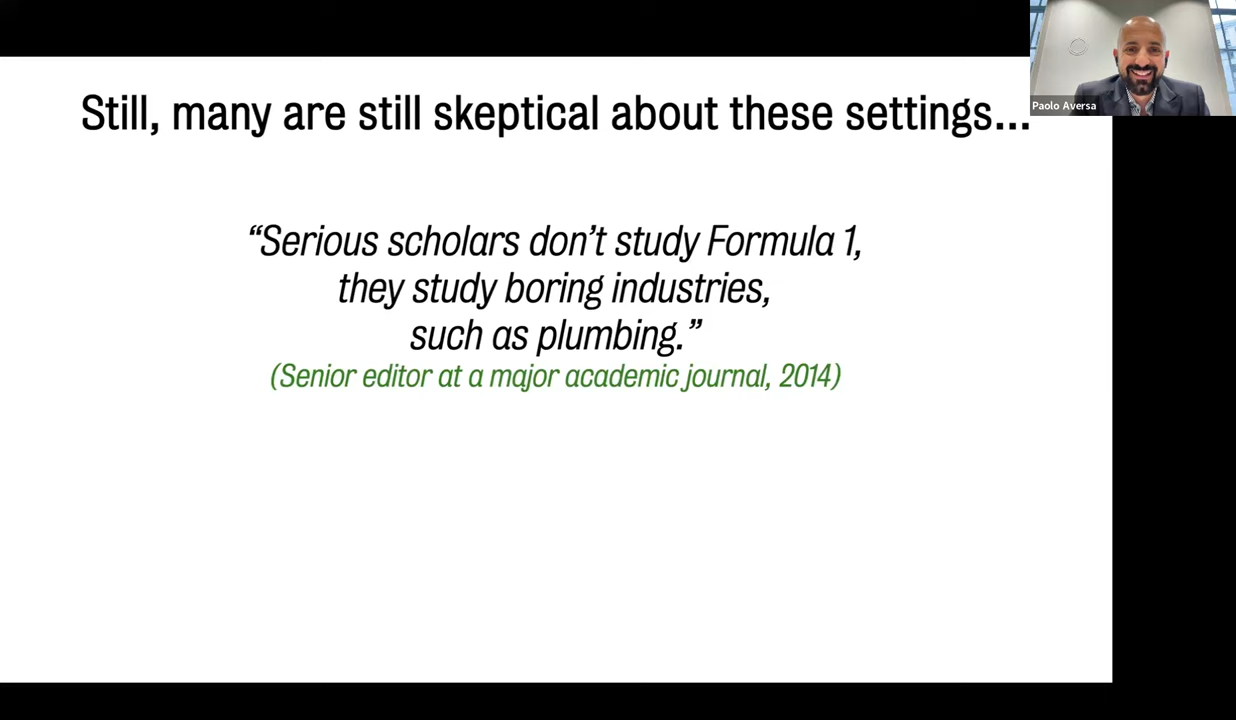 Paolo Aversa
Still, many are still skeptical about these settings...
“Serious scholars don’t study Formula 1,
they study boring industries,
such as plumbing.”
(Senior editor at a major academic journal, 2014)